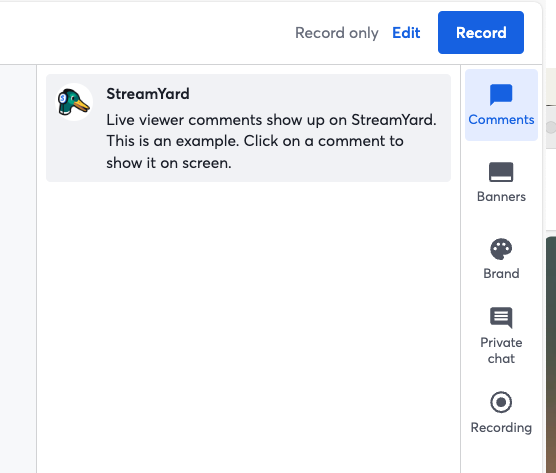 Record only Edit Record
StreamYard
Live viewer comments show up on StreamYard.
This is an example. Click on a comment to
show it on screen.
Comments
Banners
Brand
Private
chat
Recording